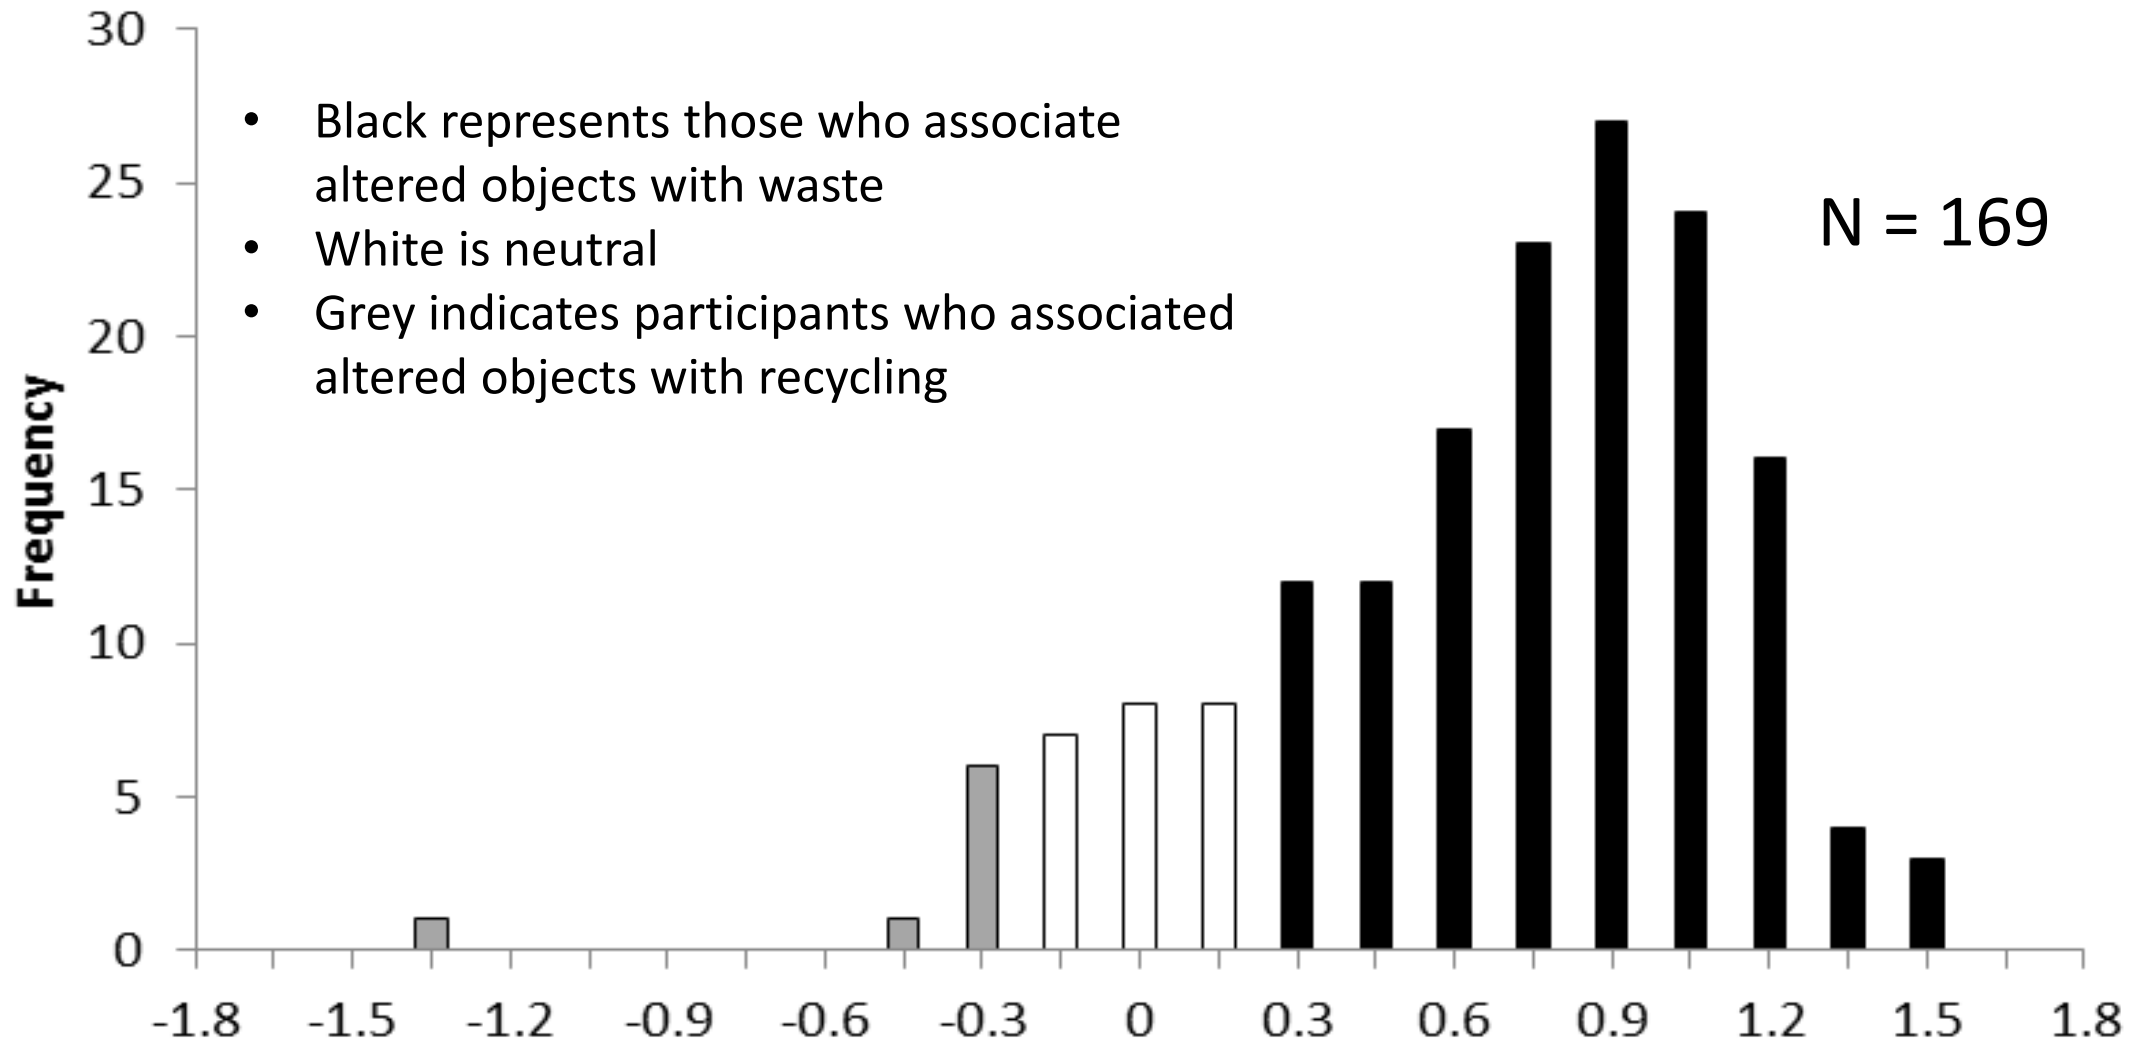 30
• Black represents those who associate
altered objects with waste
25
N = 169
• White is neutral
• Grey indicates participants who associated
20
altered objects with recycling
Frequency
15
10
5
0
-1.8 -1.5 -1.2 -0.9 -0.6 -0.3 0 0.3 0.6 0.9 1.2 1.5 1.8